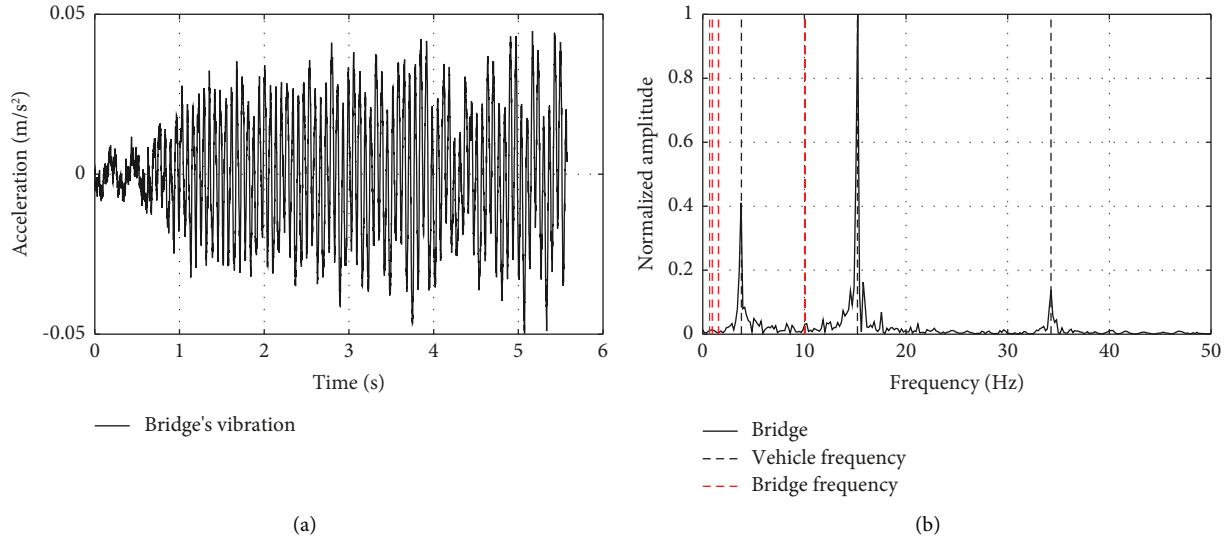 0.05
0
-0.05
Acceleration (m/s²)
0 1 2 3 4 5 6
Time (s)
Bridge's vibration
(a)
1
0.8
0.6
0.4
0.2
0
Normalized amplitude
0 10 20 30 40 50
Frequency (Hz)
Bridge
Vehicle frequency
Bridge frequency
(b)